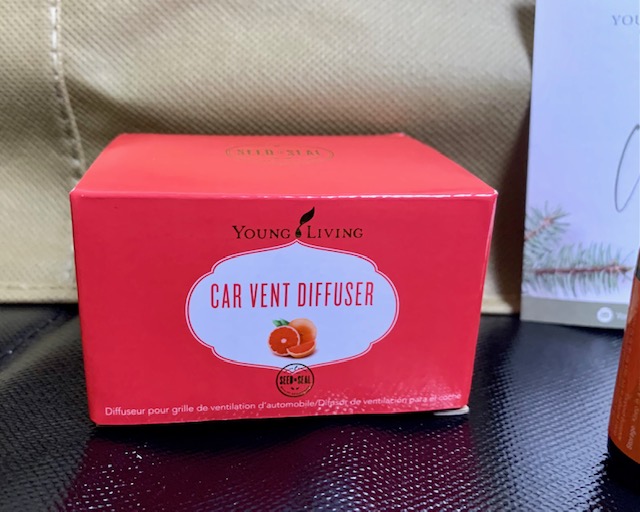 SEED TO SEAL
YOUNG LIVING
CAR VENT DIFFUSER
SEED TO SEAL
Diffuseur pour grille de ventilation d'automobile/Difusor de ventilación para el coche
YOU